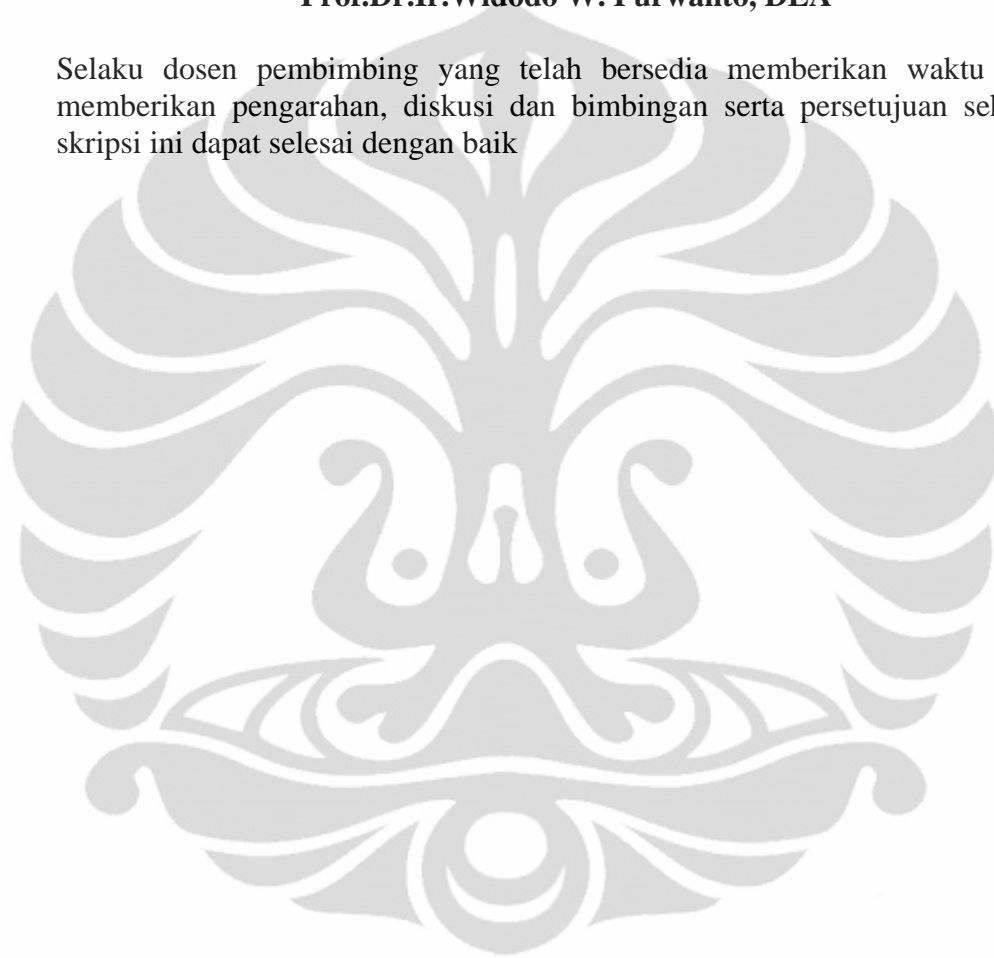 Prof.Dr.Ir.Widodo W. Purwanto, DEA
Selaku dosen pembimbing yang telah bersedia memberikan waktu
memberikan pengarahan, diskusi dan bimbingan serta persetujuan
skripsi ini dapat selesai dengan baik